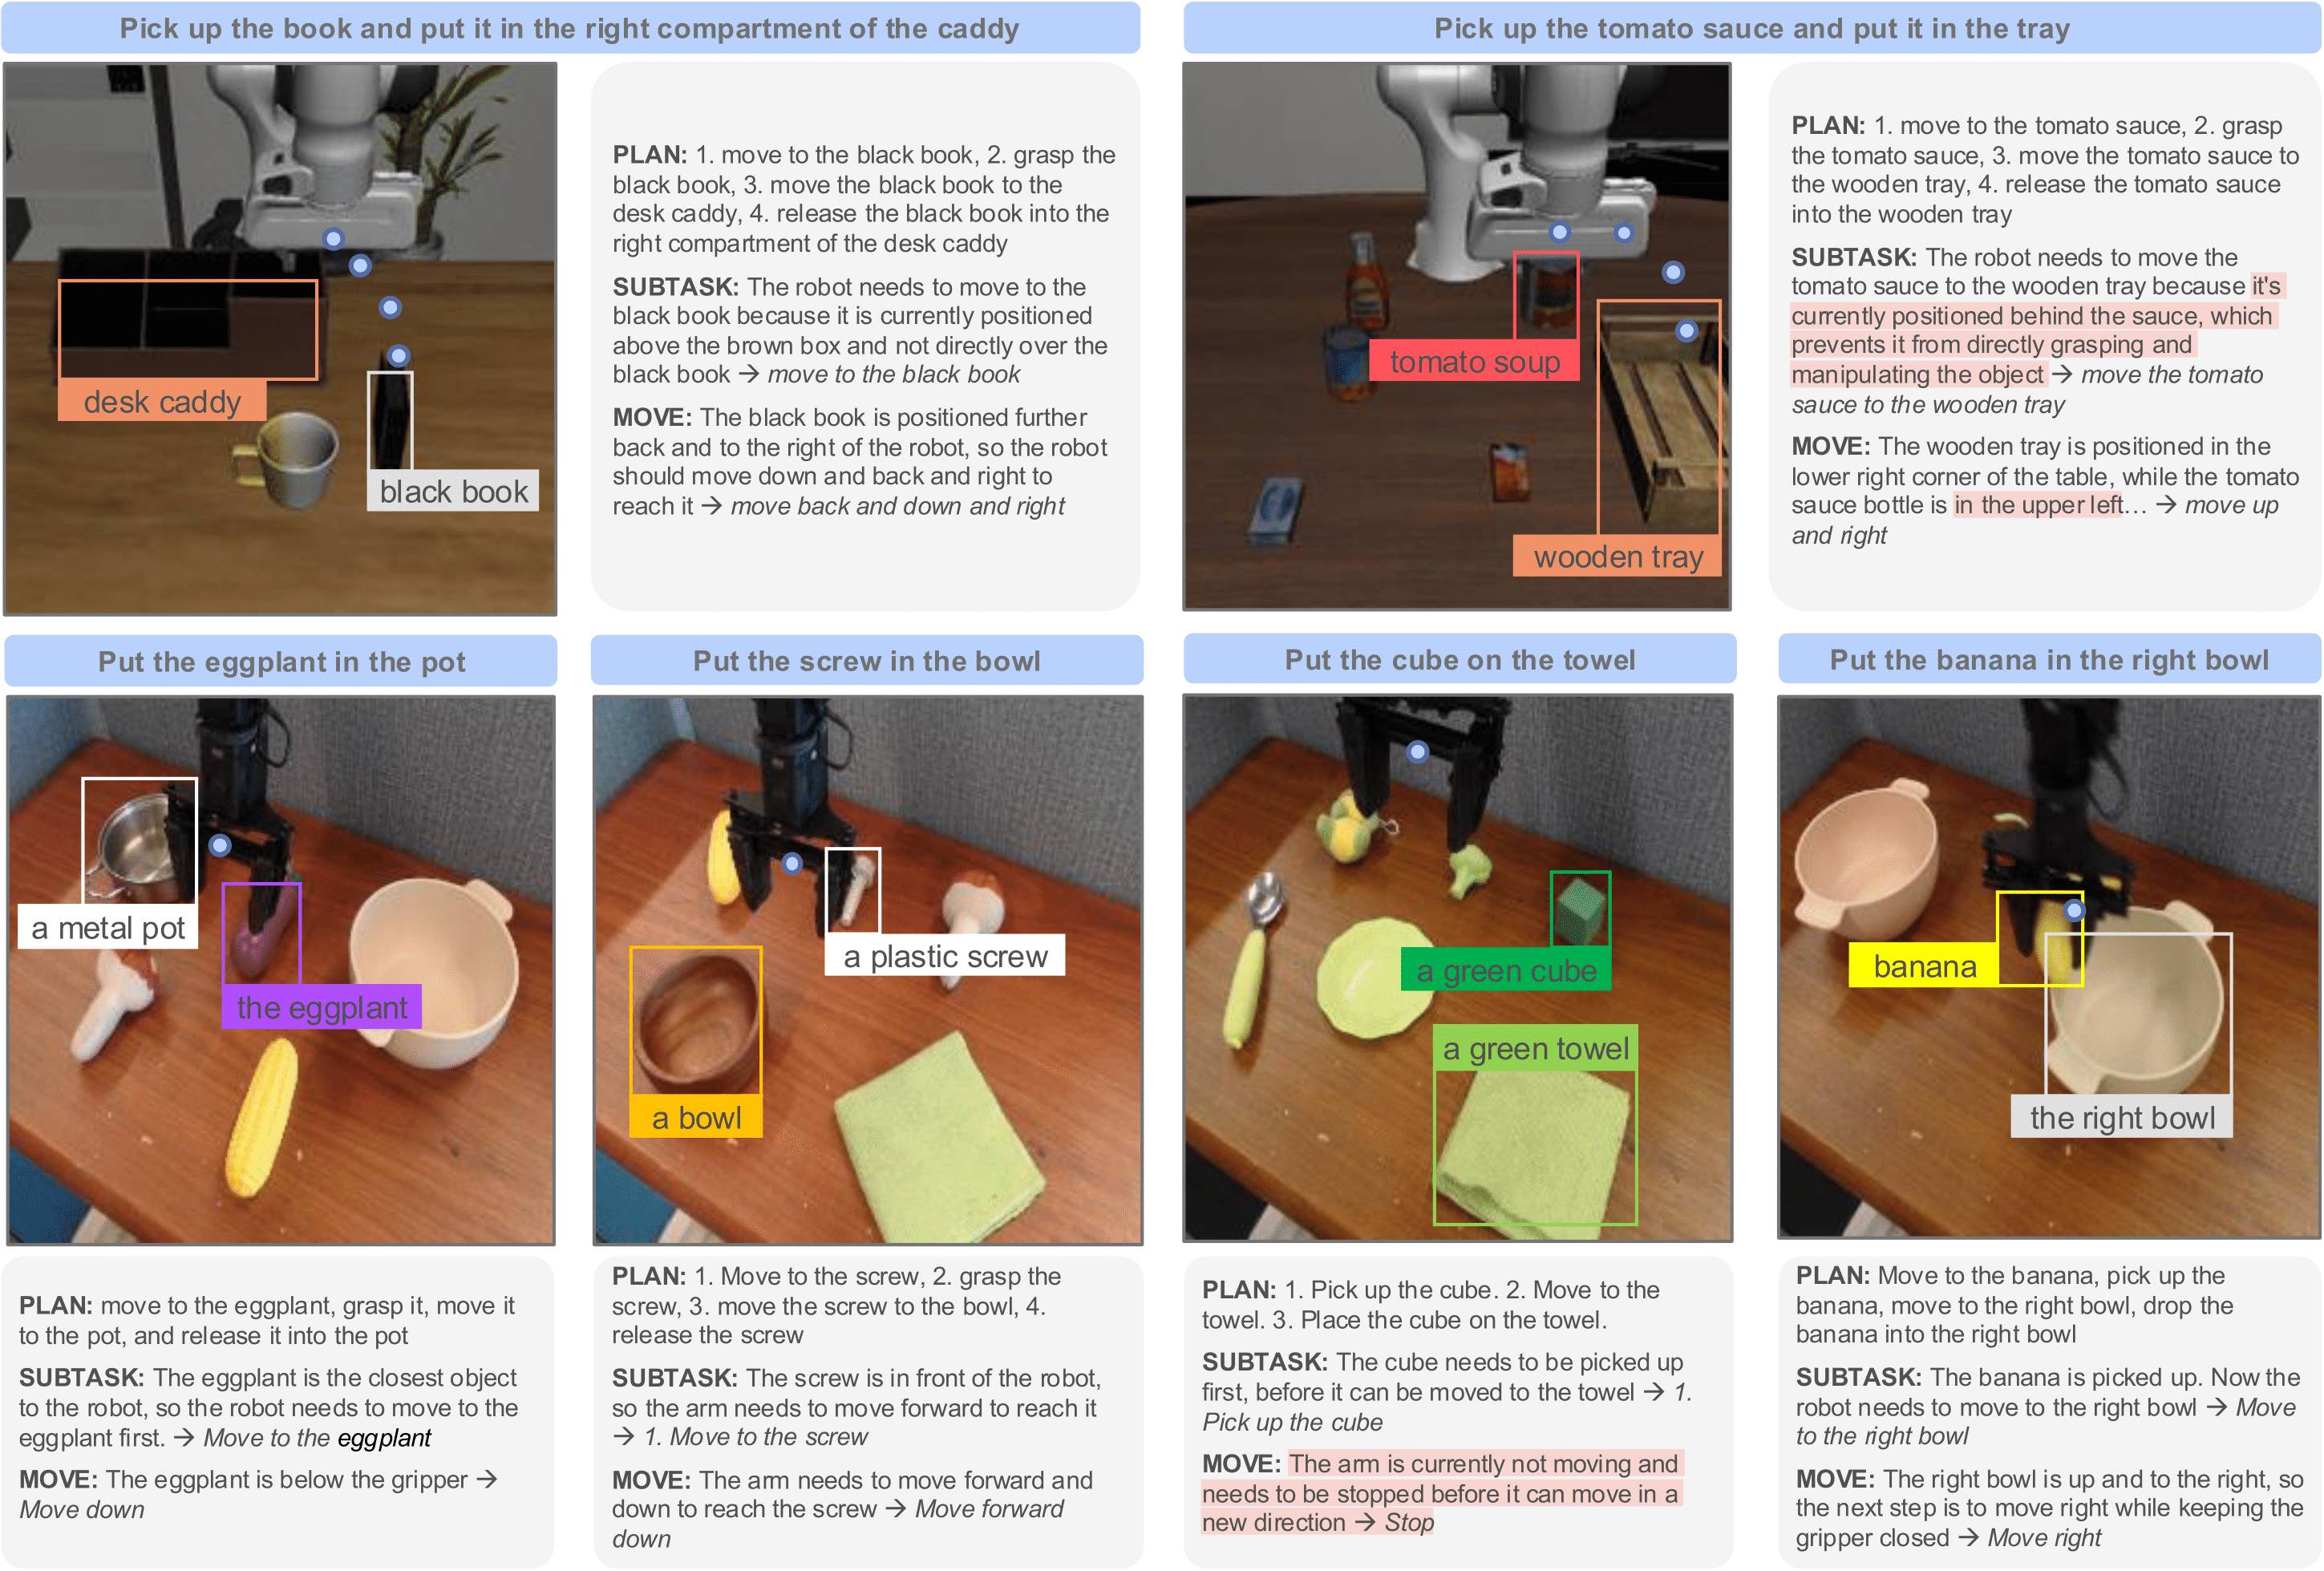 Pick up the book and put it in the right compartment of the caddy
desk caddy
black book
PLAN: 1. move to the black book, 2. grasp the
black book, 3. move the black book to the
desk caddy, 4. release the black book into the
right compartment of the desk caddy
SUBTASK: The robot needs to move to the
black book because it is currently positioned
above the brown box and not directly over the
black book → move to the black book
MOVE: The black book is positioned further
back and to the right of the robot, so the robot
should move down and back and right to
reach it → move back and down and right
Pick up the tomato sauce and put it in the tray
tomato soup
wooden tray
PLAN: 1. move to the tomato sauce, 2. grasp
the tomato sauce, 3. move the tomato sauce to
the wooden tray, 4. release the tomato sauce
into the wooden tray
SUBTASK: The robot needs to move the
tomato sauce to the wooden tray because it's
currently positioned behind the sauce, which
prevents it from directly grasping and
manipulating the object → move the tomato
sauce to the wooden tray
MOVE: The wooden tray is positioned in the
lower right corner of the table, while the tomato
sauce bottle is in the upper left… → move up
and right
Put the eggplant in the pot
a metal pot
the eggplant
PLAN: move to the eggplant, grasp it, move it
to the pot, and release it into the pot
SUBTASK: The eggplant is the closest object
to the robot, so the robot needs to move to the
eggplant first. → Move to the eggplant
MOVE: The eggplant is below the gripper →
Move down
Put the screw in the bowl
a plastic screw
a bowl
PLAN: 1. Move to the screw, 2. grasp the
screw, 3. move the screw to the bowl, 4.
release the screw
SUBTASK: The screw is in front of the robot,
so the arm needs to move forward to reach it
→ 1. Move to the screw
MOVE: The arm needs to move forward and
down to reach the screw → Move forward
down
Put the cube on the towel
a green cube
a green towel
PLAN: 1. Pick up the cube. 2. Move to the
towel. 3. Place the cube on the towel.
SUBTASK: The cube needs to be picked up
first, before it can be moved to the towel → 1.
Pick up the cube
MOVE: The arm is currently not moving and
needs to be stopped before it can move in a
new direction → Stop
Put the banana in the right bowl
banana
the right bowl
PLAN: Move to the banana, pick up the
banana, move to the right bowl, drop the
banana into the right bowl
SUBTASK: The banana is picked up. Now the
robot needs to move to the right bowl → Move
to the right bowl
MOVE: The right bowl is up and to the right, so
the next step is to move right while keeping the
gripper closed → Move right